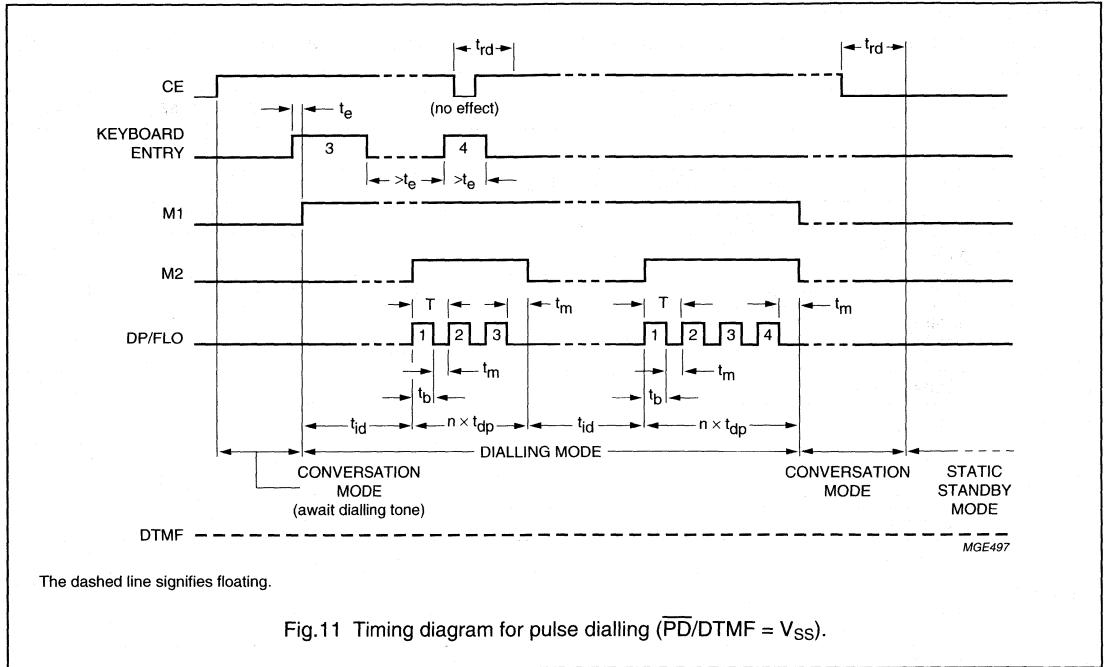 t_rd t_rd
CE
(no effect)
t_e
KEYBOARD
ENTRY
3 4
>t_e >t_e
M1
M2
T t_m T t_m
DP/FLO
1 2 3 1 2 3 4
t_m t_m
t_b t_b
t_id n × t_dp t_id n × t_dp
DIALLING MODE
CONVERSATION
MODE
(await dialling tone)
CONVERSATION
MODE
STATIC
STANDBY
MODE
DTMF
MGE497
The dashed line signifies floating.
Fig.11 Timing diagram for pulse dialling (P̅D̅/DTMF = V_SS).